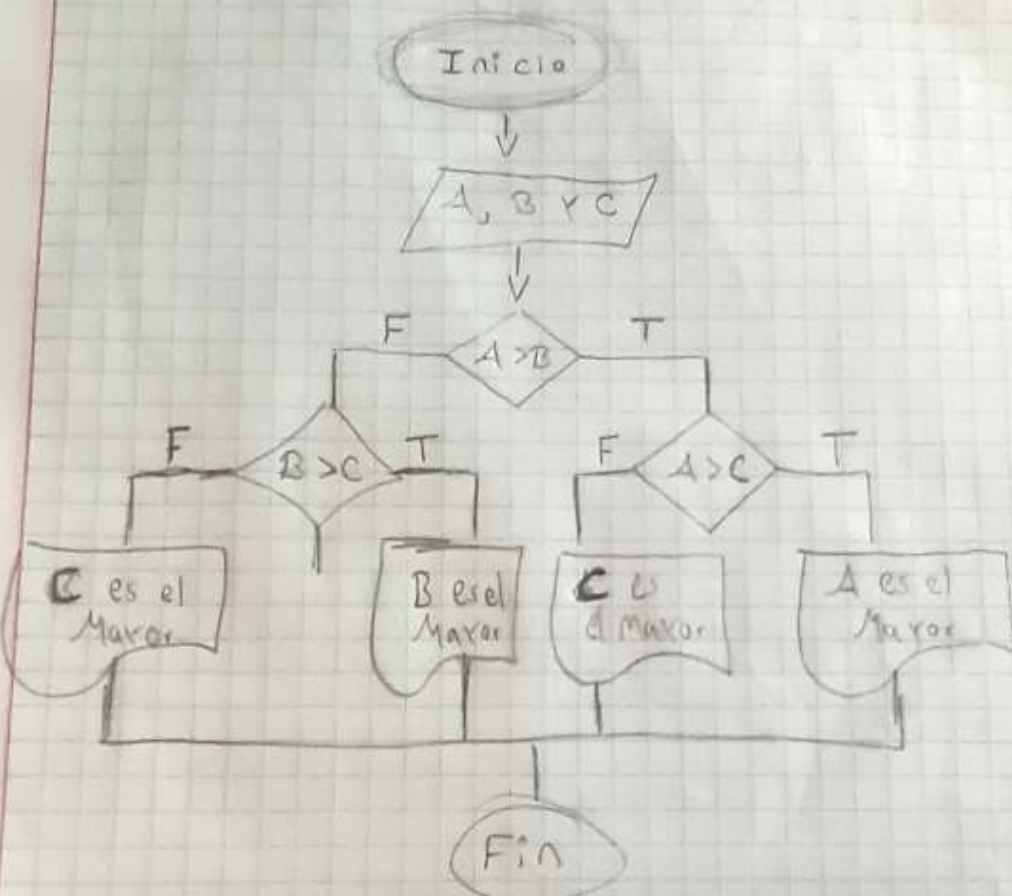 Inicio
A, B y C
F
A >B
T
F
B >C
T
F
A >C
T
C es el
Mayor
B es el
Mayor
C es
el Mayor
A es el
Mayor
Fin